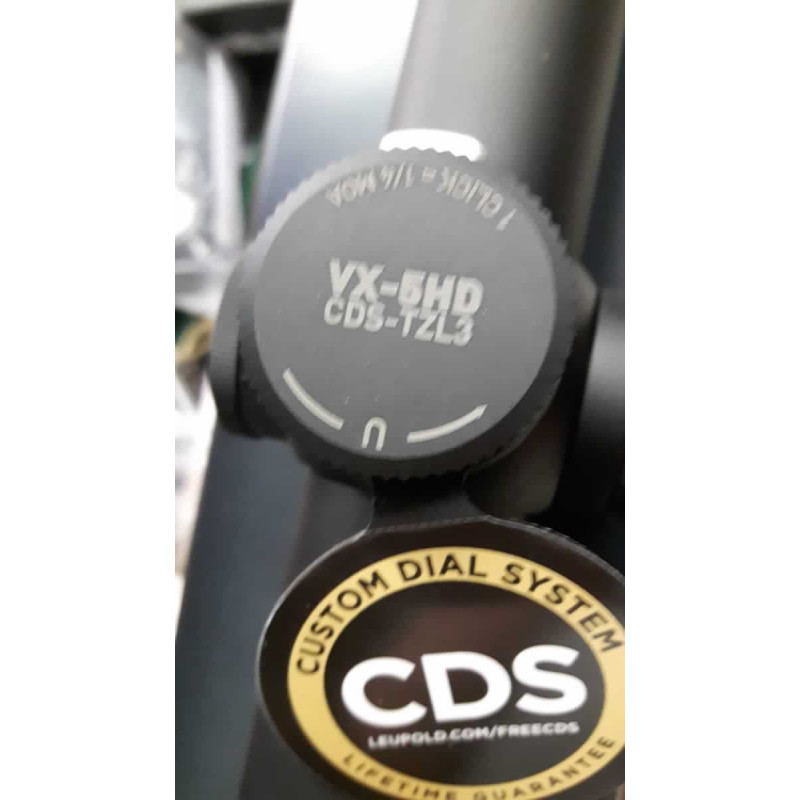 1 CLICK = 1/4 MOA
VX-5HD
CDS-TZL3
U
CUSTOM DIAL SYSTEM
CDS
LEUPOLD.COM/FREECDS
LIFETIME GUARANTEE